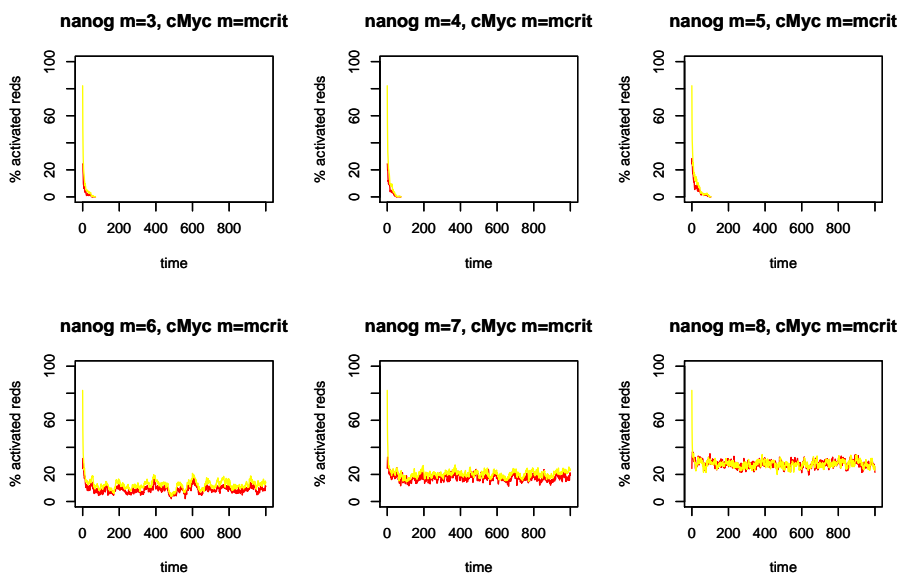 nanog m=3, cMyc m=mcrit
% activated reds
100
60
20
0
0 200 400 600 800
time
nanog m=4, cMyc m=mcrit
% activated reds
100
60
20
0
0 200 400 600 800
time
nanog m=5, cMyc m=mcrit
% activated reds
100
60
20
0
0 200 400 600 800
time
nanog m=6, cMyc m=mcrit
% activated reds
100
60
20
0
0 200 400 600 800
time
nanog m=7, cMyc m=mcrit
% activated reds
100
60
20
0
0 200 400 600 800
time
nanog m=8, cMyc m=mcrit
% activated reds
100
60
20
0
0 200 400 600 800
time